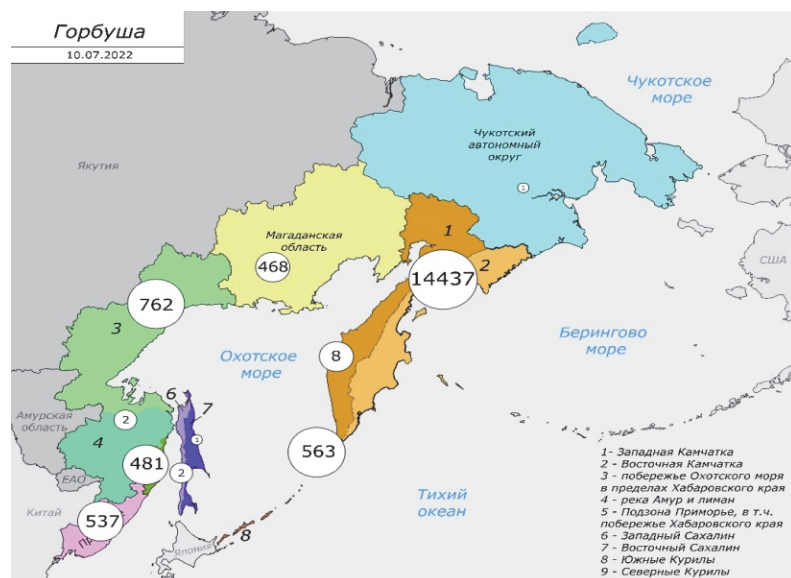 Горбуша
10.07.2022
Чукотское
море
Чукотский
автономный
округ
1
Якутия
1
Магаданская
область
468
2
США
14437
762
3
Берингово
море
Охотское
море
8
6
7
Амурская
область
2
4
1
563
481
2
ЕАО
Тихий
океан
Китай
537
Япония
8
1- Западная Камчатка
2 - Восточная Камчатка
3 - побережье Охотского моря
в пределах Хабаровского края
4 - река Амур и лиман
5 - Подзона Приморье, в т.ч.
побережье Хабаровского края
6 - Западный Сахалин
7 - Восточный Сахалин
8 - Южные Курилы
9 - Северные Курилы